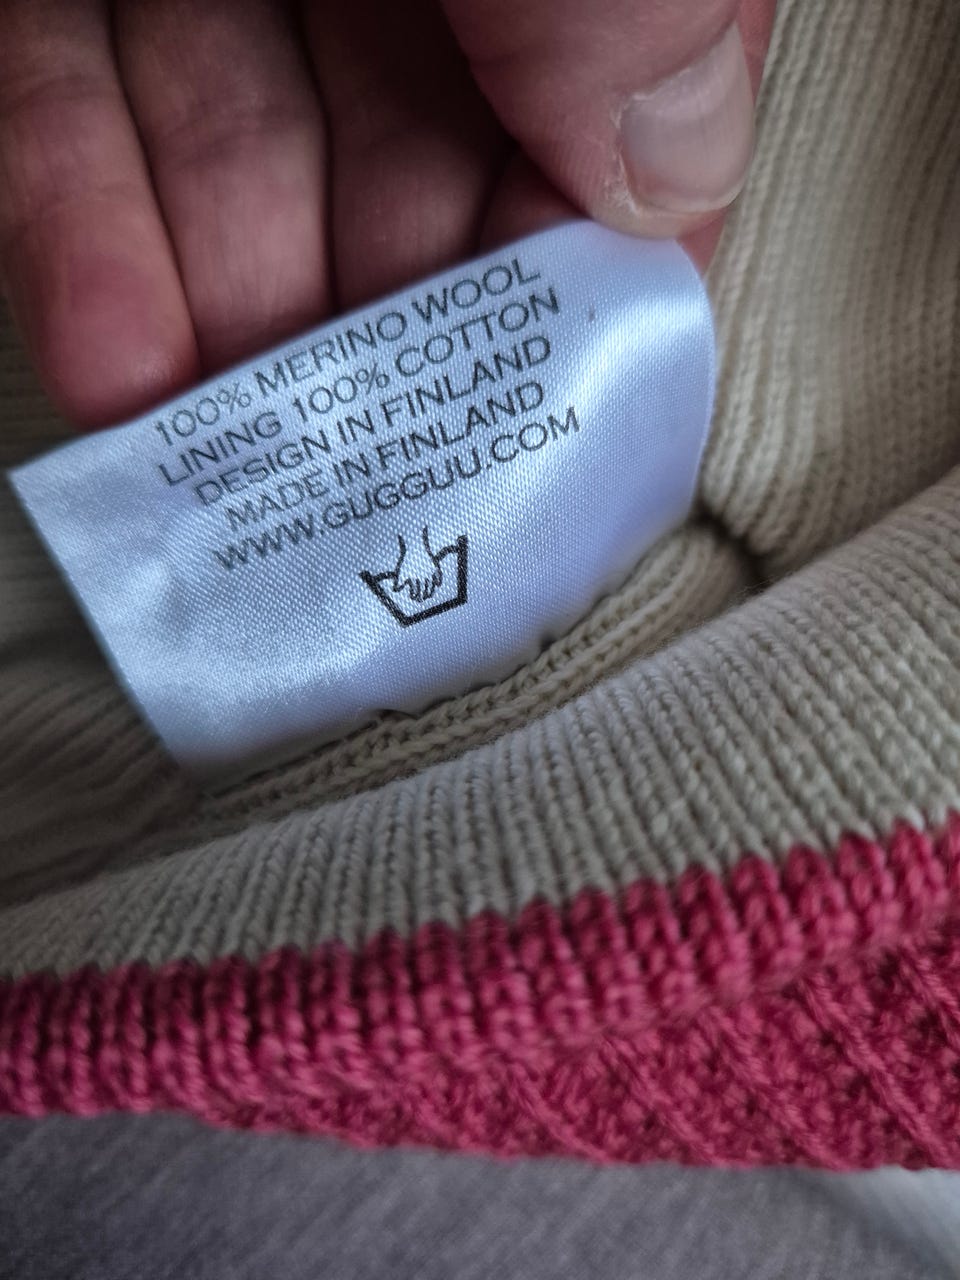 100% MERINO WOOL
LINING 100% COTTON
DESIGN IN FINLAND
MADE IN FINLAND
WWW.GUGGUU.COM